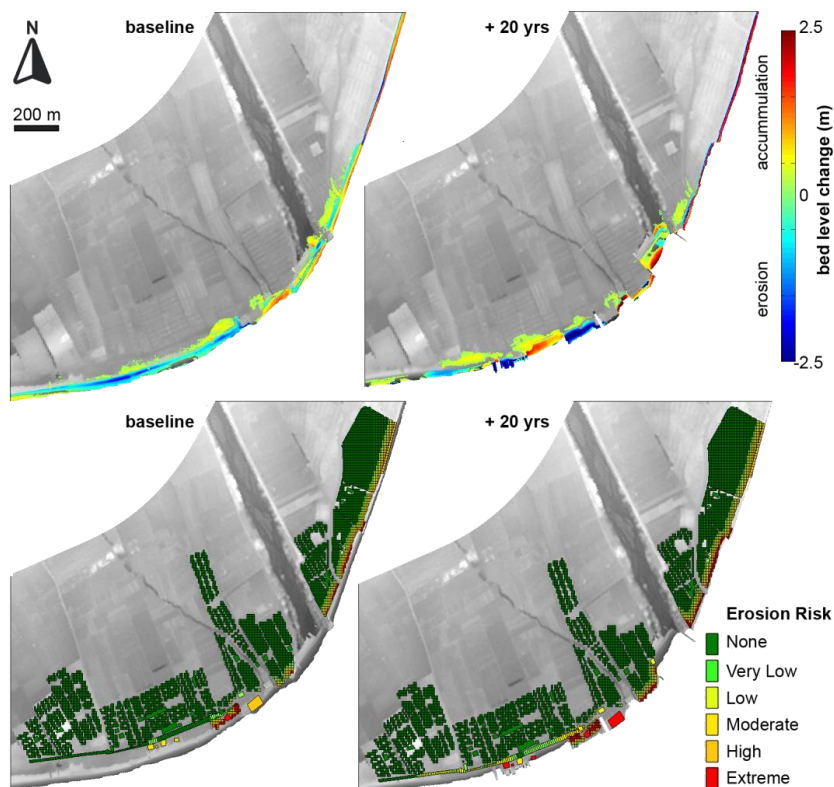 baseline
+ 20 yrs
N
200 m
2.5
0
-2.5
accummulation
erosion
bed level change (m)
baseline
+ 20 yrs
Erosion Risk
None
Very Low
Low
Moderate
High
Extreme